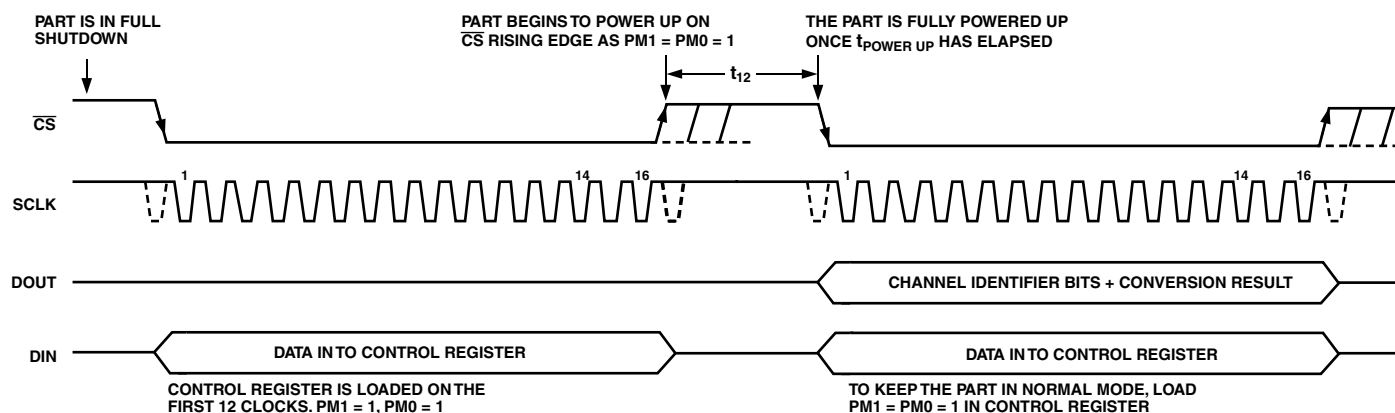 PART IS IN FULL
SHUTDOWN
PART BEGINS TO POWER UP ON
CS RISING EDGE AS PM1 = PM0 = 1
THE PART IS FULLY POWERED UP
ONCE tPOWER UP HAS ELAPSED
t12
CS
1 14 16 1 14 16
SCLK
DOUT
CHANNEL IDENTIFIER BITS + CONVERSION RESULT
DIN
DATA IN TO CONTROL REGISTER
DATA IN TO CONTROL REGISTER
CONTROL REGISTER IS LOADED ON THE
FIRST 12 CLOCKS. PM1 = 1, PM0 = 1
TO KEEP THE PART IN NORMAL MODE, LOAD
PM1 = PM0 = 1 IN CONTROL REGISTER